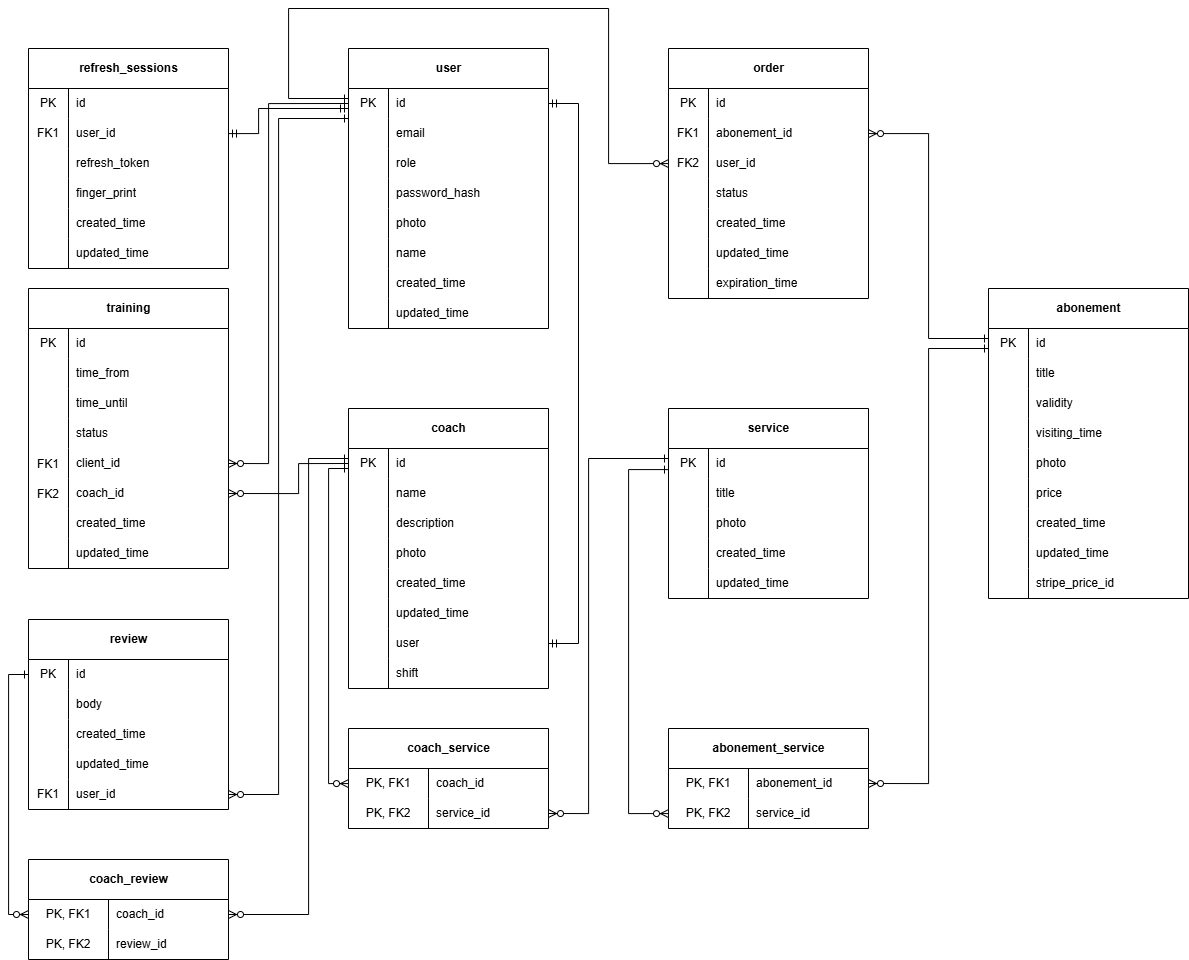 refresh_sessions
PK id
FK1 user_id
refresh_token
finger_print
created_time
updated_time
user
PK id
email
role
password_hash
photo
name
created_time
updated_time
order
PK id
FK1 abonement_id
FK2 user_id
status
created_time
updated_time
expiration_time
training
PK id
time_from
time_until
status
FK1 client_id
FK2 coach_id
created_time
updated_time
abonement
PK id
title
validity
visiting_time
photo
price
created_time
updated_time
stripe_price_id
coach
PK id
name
description
photo
created_time
updated_time
user
shift
service
PK id
title
photo
created_time
updated_time
review
PK id
body
created_time
updated_time
FK1 user_id
coach_service
PK, FK1 coach_id
PK, FK2 service_id
abonement_service
PK, FK1 abonement_id
PK, FK2 service_id
coach_review
PK, FK1 coach_id
PK, FK2 review_id